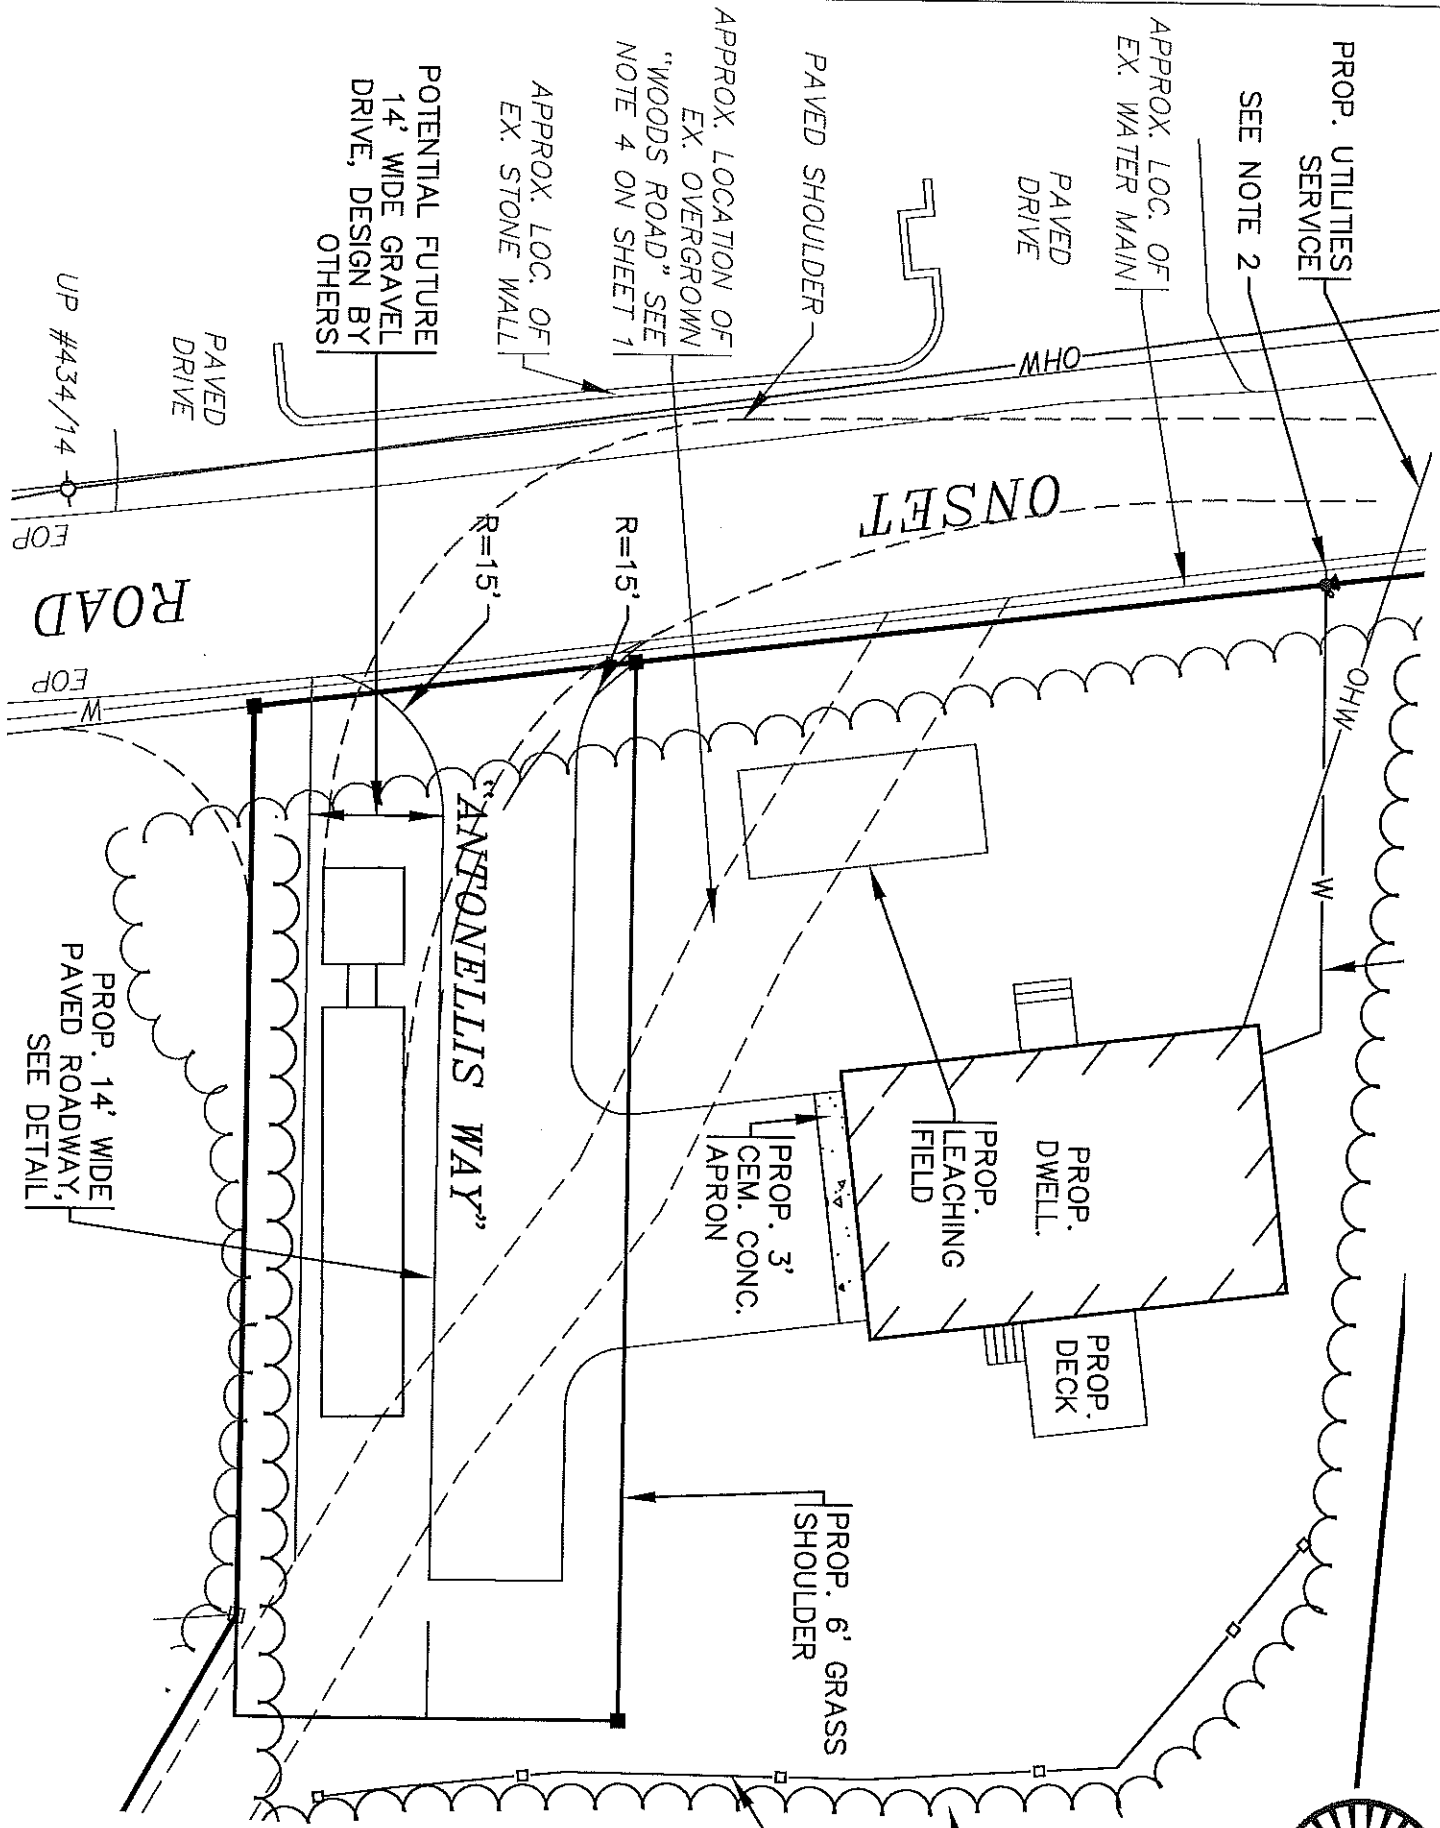 PROP. UTILITIES
SERVICE
SEE NOTE 2
APPROX. LOC. OF
EX. WATER MAIN
PAVED
DRIVE
PAVED SHOULDER
APPROX. LOCATION OF
EX. OVERGROWN
"WOODS ROAD" SEE
NOTE 4 ON SHEET 1
APPROX. LOC. OF
EX. STONE WALL
POTENTIAL FUTURE
14' WIDE GRAVEL
DRIVE, DESIGN BY
OTHERS
PAVED
DRIVE
UP #434/14
OHW
ONSET
ROAD
EOP
EOP
W
R=15'
R=15'
OHW
W
"ANTONELLIS WAY"
PROP.
DWELL.
PROP.
LEACHING
FIELD
PROP.
DECK
PROP. 3'
CEM. CONC.
APRON
PROP. 14' WIDE
PAVED ROADWAY,
SEE DETAIL
PROP. 6' GRASS
SHOULDER